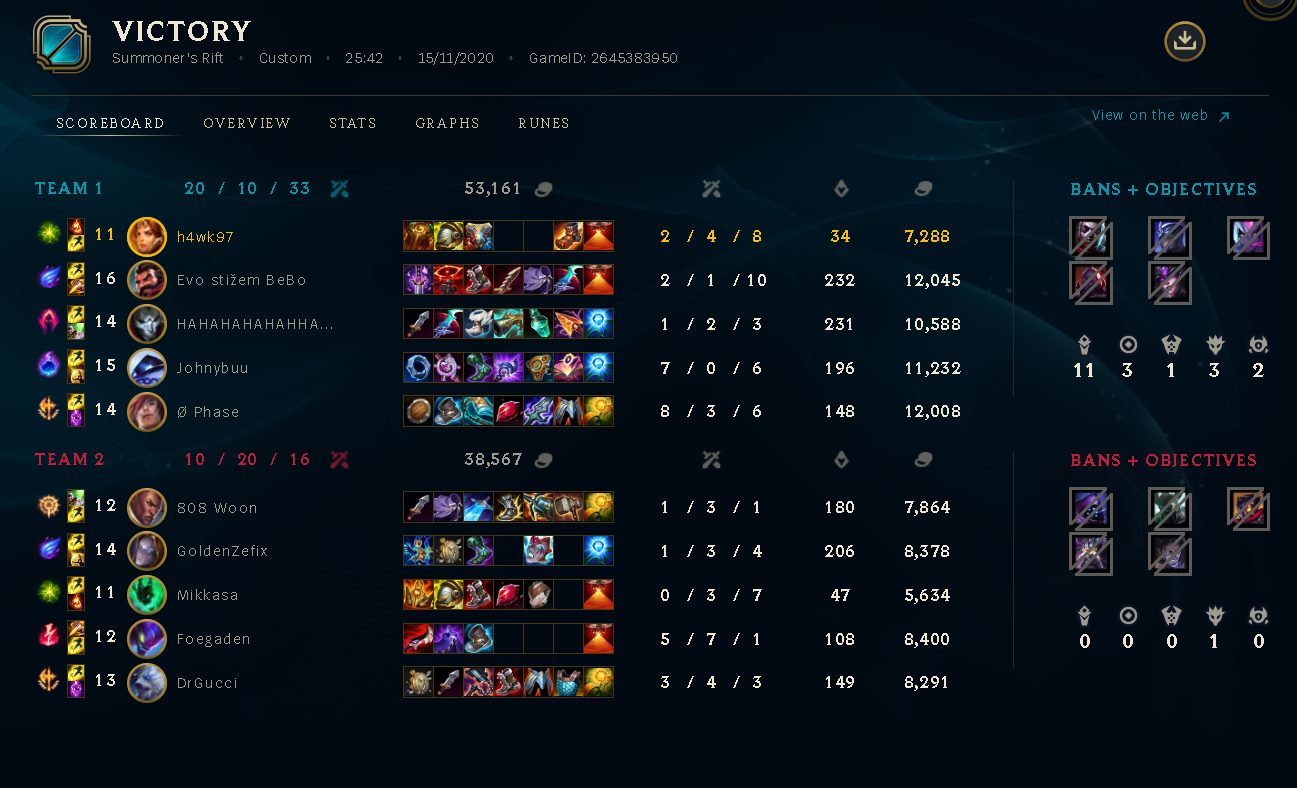 VICTORY
Summoner's Rift • Custom • 25:42 • 15/11/2020 • GameID: 2645383950
SCOREBOARD OVERVIEW STATS GRAPHS RUNES View on the web
TEAM 1 20 / 10 / 33 53,161 BANS + OBJECTIVES
11 h4wk97 2 / 4 / 8 34 7,288
16 Evo stižem BeBo 2 / 1 / 10 232 12,045
14 HAHAHAHAHAHHA... 1 / 2 / 3 231 10,588
15 Johnybuu 7 / 0 / 6 196 11,232
11 3 1 3 2
14 Ø Phase 8 / 3 / 6 148 12,008
TEAM 2 10 / 20 / 16 38,567 BANS + OBJECTIVES
12 808 Woon 1 / 3 / 1 180 7,864
14 GoldenZefix 1 / 3 / 4 206 8,378
11 Mikkasa 0 / 3 / 7 47 5,634
12 Foegaden 5 / 7 / 1 108 8,400
0 0 0 1 0
13 DrGucci 3 / 4 / 3 149 8,291